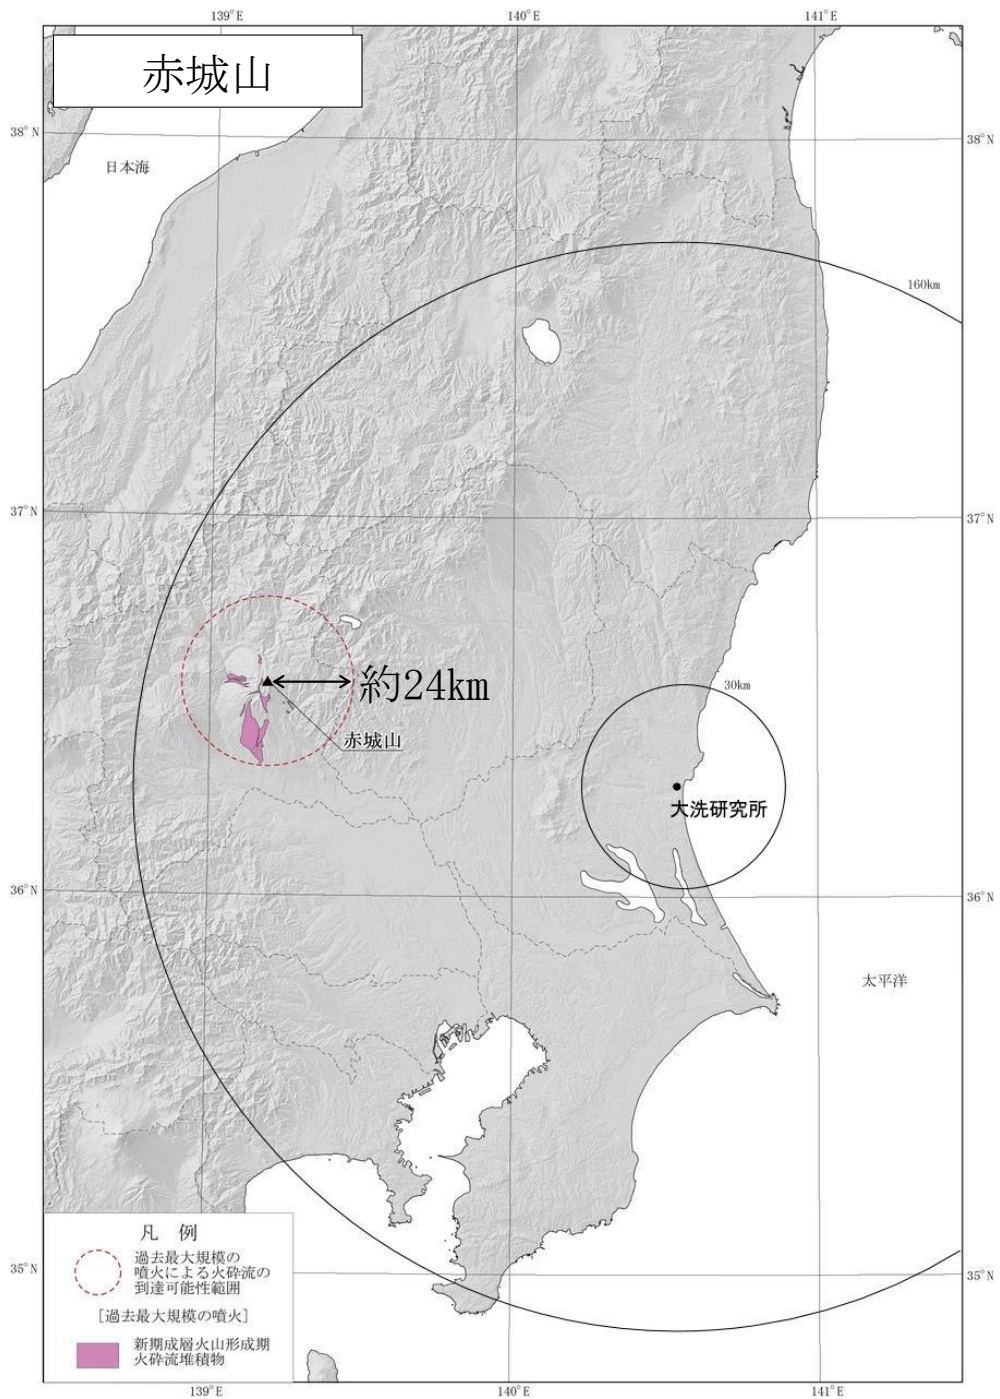 139°E
140°E
141°E
赤城山
38°N
38°N
日本海
160km
37°N
37°N
約24km
30km
赤城山
大洗研究所
36°N
36°N
太平洋
凡 例
過去最大規模の
噴火による火砕流の
到達可能性範囲
[過去最大規模の噴火]
新期成層火山形成期
火砕流堆積物
35°N
35°N
139°E
140°E
141°E